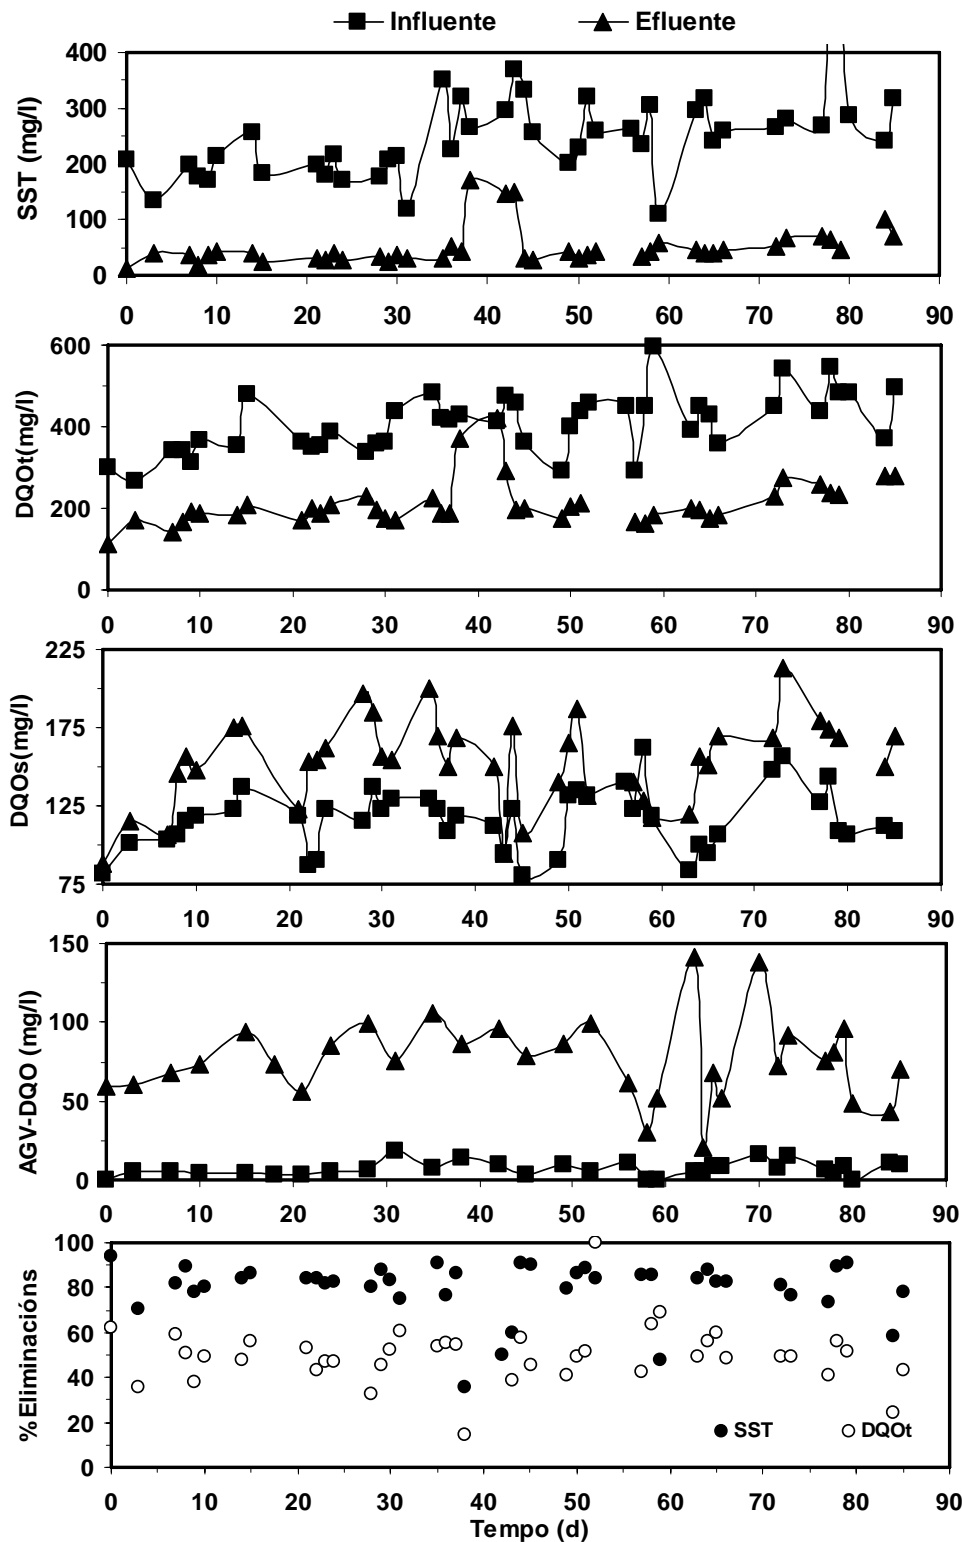 Influente Efluente
400
300
200
100
0
SST (mg/l)
0 10 20 30 40 50 60 70 80 90
600
400
200
0
DQOt(mg/l)
0 10 20 30 40 50 60 70 80 90
225
175
125
75
DQOs(mg/l)
0 10 20 30 40 50 60 70 80 90
150
100
50
0
AGV-DQO (mg/l)
0 10 20 30 40 50 60 70 80 90
100
80
60
40
20
0
%Eliminacións
SST DQOt
0 10 20 30 40 50 60 70 80 90
Tempo (d)